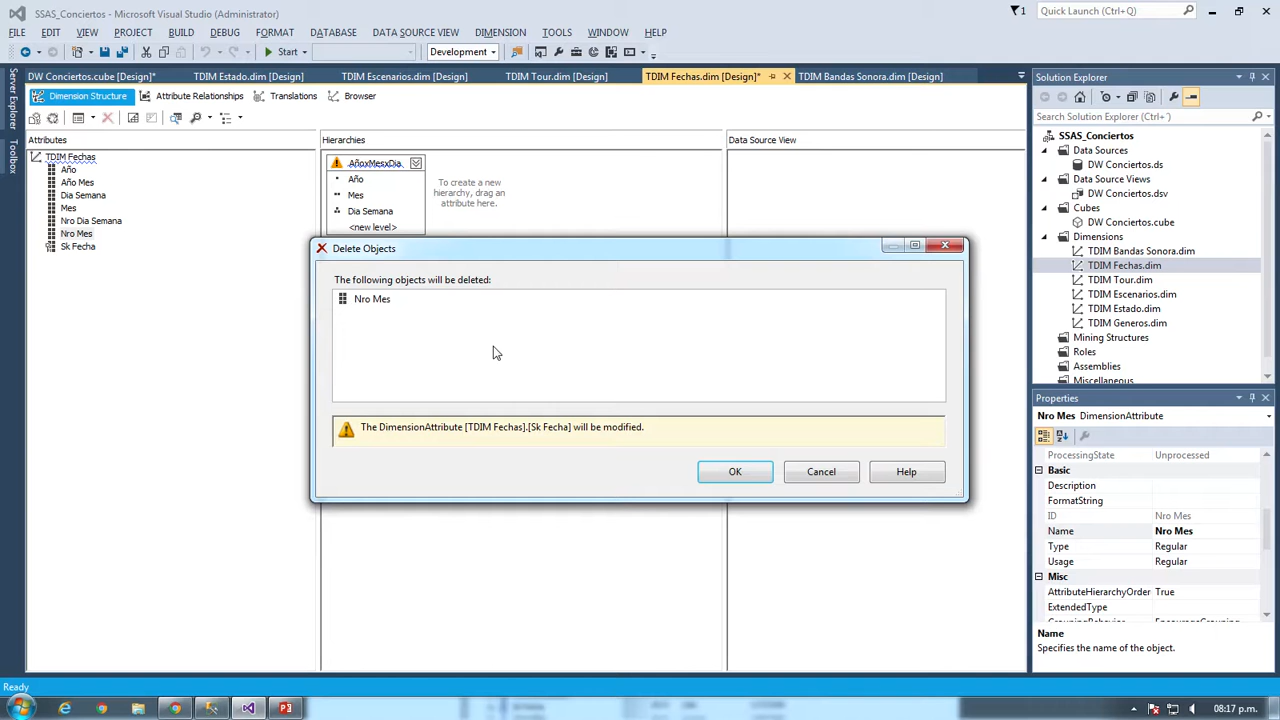 SSAS_Conciertos - Microsoft Visual Studio (Administrator)
1
Quick Launch (Ctrl+Q)
FILE EDIT VIEW PROJECT BUILD DEBUG FORMAT DATABASE DATA SOURCE VIEW DIMENSION TOOLS WINDOW HELP
Start
Development
Server Explorer
Toolbox
DW Conciertos.cube [Design]* TDIM Estado.dim [Design] TDIM Escenarios.dim [Design] TDIM Tour.dim [Design] TDIM Fechas.dim [Design]* TDIM Bandas Sonora.dim [Design]
Dimension Structure Attribute Relationships Translations Browser
Attributes
TDIM Fechas
Año
Año Mes
Dia Semana
Mes
Nro Dia Semana
Nro Mes
Sk Fecha
Hierarchies
AñoxMesxDia
Año
Mes
Dia Semana
<new level>
To create a new
hierarchy, drag an
attribute here.
Data Source View
Delete Objects
The following objects will be deleted:
Nro Mes
The DimensionAttribute [TDIM Fechas].[Sk Fecha] will be modified.
OK Cancel Help
Solution Explorer
Search Solution Explorer (Ctrl+´)
SSAS_Conciertos
Data Sources
DW Conciertos.ds
Data Source Views
DW Conciertos.dsv
Cubes
DW Conciertos.cube
Dimensions
TDIM Bandas Sonora.dim
TDIM Fechas.dim
TDIM Tour.dim
TDIM Escenarios.dim
TDIM Estado.dim
TDIM Generos.dim
Mining Structures
Roles
Assemblies
Miscellaneous
Properties
Nro Mes DimensionAttribute
ProcessingState Unprocessed
Basic
Description
FormatString
ID Nro Mes
Name Nro Mes
Type Regular
Usage Regular
Misc
AttributeHierarchyOrder True
ExtendedType
GroupingBehavior EncourageGrouping
Name
Specifies the name of the object.
Ready
08:17 p.m.